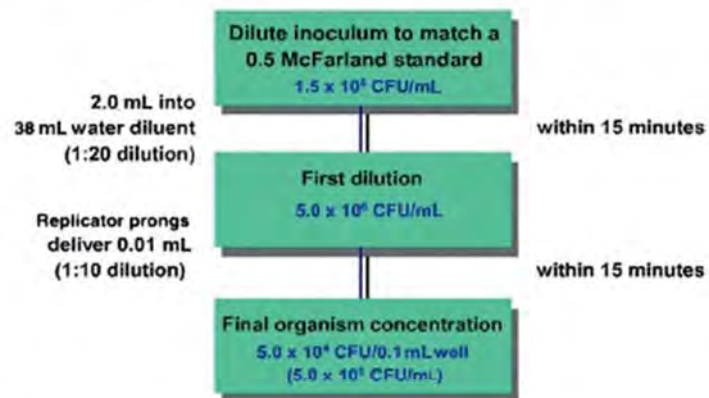 Dilute inoculum to match a
0.5 McFarland standard
1.5 x 10⁸ CFU/mL
2.0 mL into
38 mL water diluent
(1:20 dilution)
within 15 minutes
First dilution
5.0 x 10⁶ CFU/mL
Replicator prongs
deliver 0.01 mL
(1:10 dilution)
within 15 minutes
Final organism concentration
5.0 x 10⁴ CFU/0.1 mL well
(5.0 x 10⁵ CFU/mL)